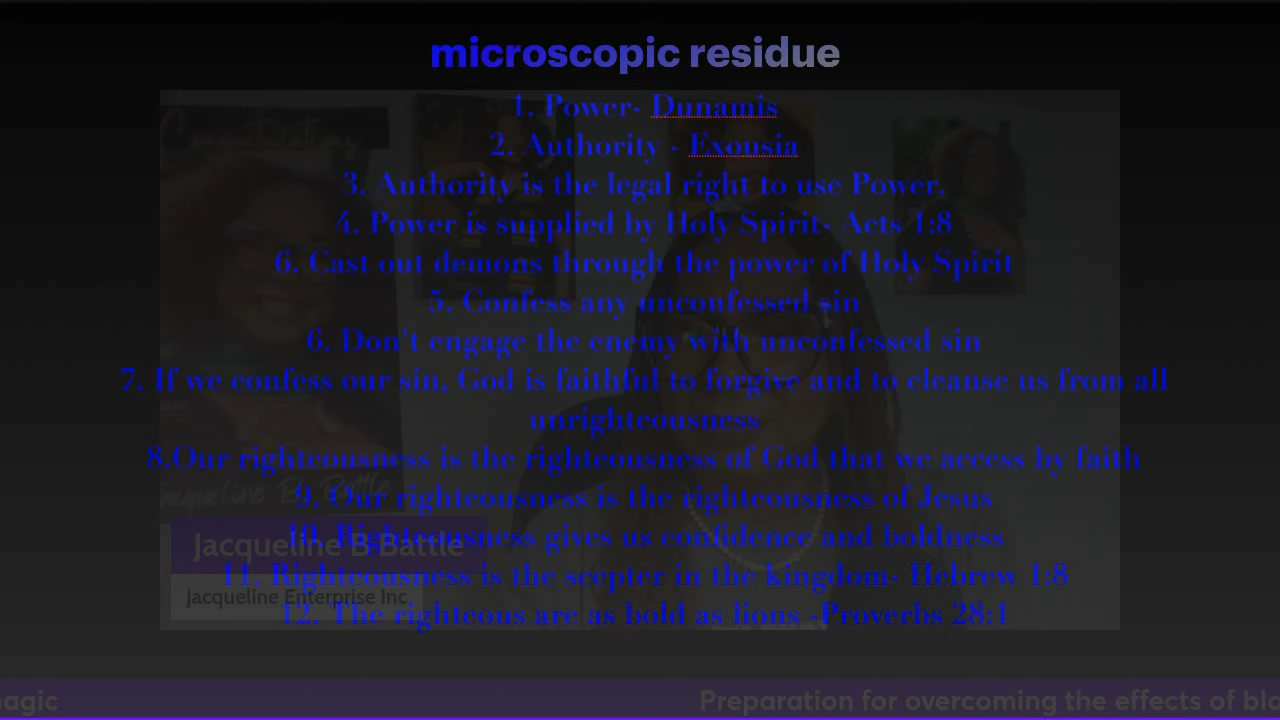 microscopic residue
1. Power- Dunamis
2. Authority - Exousia
3. Authority is the legal right to use Power.
4. Power is supplied by Holy Spirit- Acts 1:8
6. Cast out demons through the power of Holy Spirit
5. Confess any unconfessed sin
6. Don't engage the enemy with unconfessed sin
7. If we confess our sin, God is faithful to forgive and to cleanse us from all
unrighteousness
8.Our righteousness is the righteousness of God that we access by faith
9. Our righteousness is the righteousness of Jesus
10. Righteousness gives us confidence and boldness
11. Righteousness is the scepter in the kingdom- Hebrew 1:8
12. The righteous are as bold as lions -Proverbs 28:1
Jacqueline B. Battle
Jacqueline B Battle
Jacqueline Enterprise Inc
Preparation for overcoming the effects of